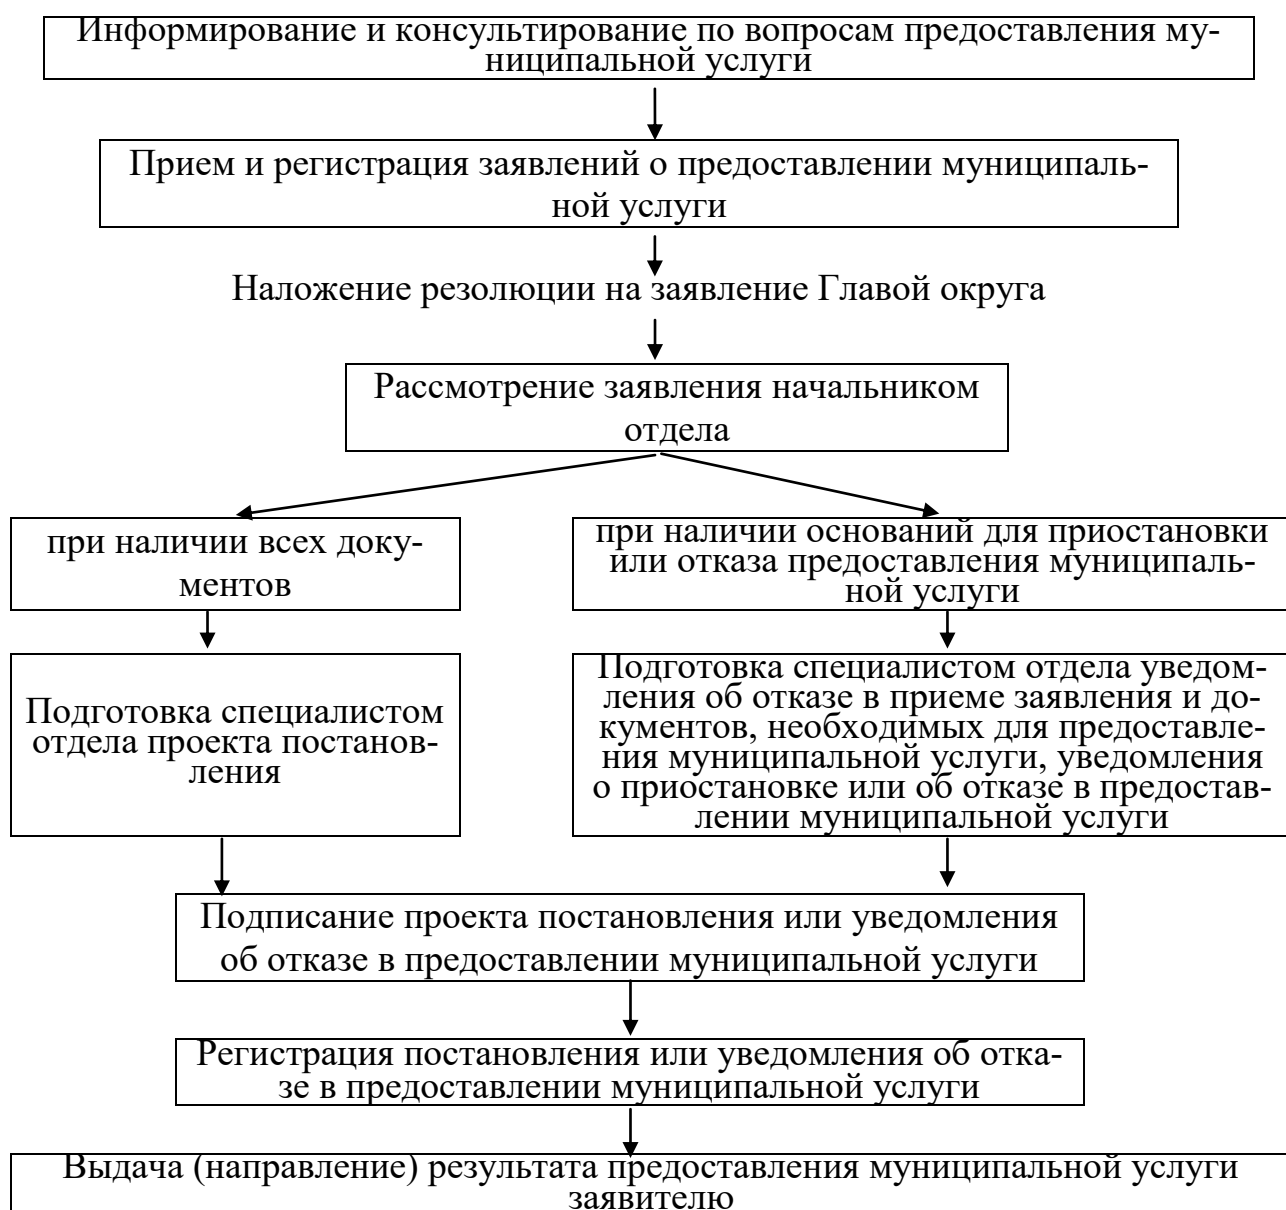 Информирование и консультирование по вопросам предоставления му-
ниципальной услуги
Прием и регистрация заявлений о предоставлении муниципаль-
ной услуги
Наложение резолюции на заявление Главой округа
Рассмотрение заявления начальником
отдела
при наличии всех доку-
ментов
при наличии оснований для приостановки
или отказа предоставления муниципаль-
ной услуги
Подготовка специалистом
отдела проекта постанов-
ления
Подготовка специалистом отдела уведом-
ления об отказе в приеме заявления и до-
кументов, необходимых для предоставле-
ния муниципальной услуги, уведомления
о приостановке или об отказе в предостав-
лении муниципальной услуги
Подписание проекта постановления или уведомления
об отказе в предоставлении муниципальной услуги
Регистрация постановления или уведомления об отка-
зе в предоставлении муниципальной услуги
Выдача (направление) результата предоставления муниципальной услуги
заявителю